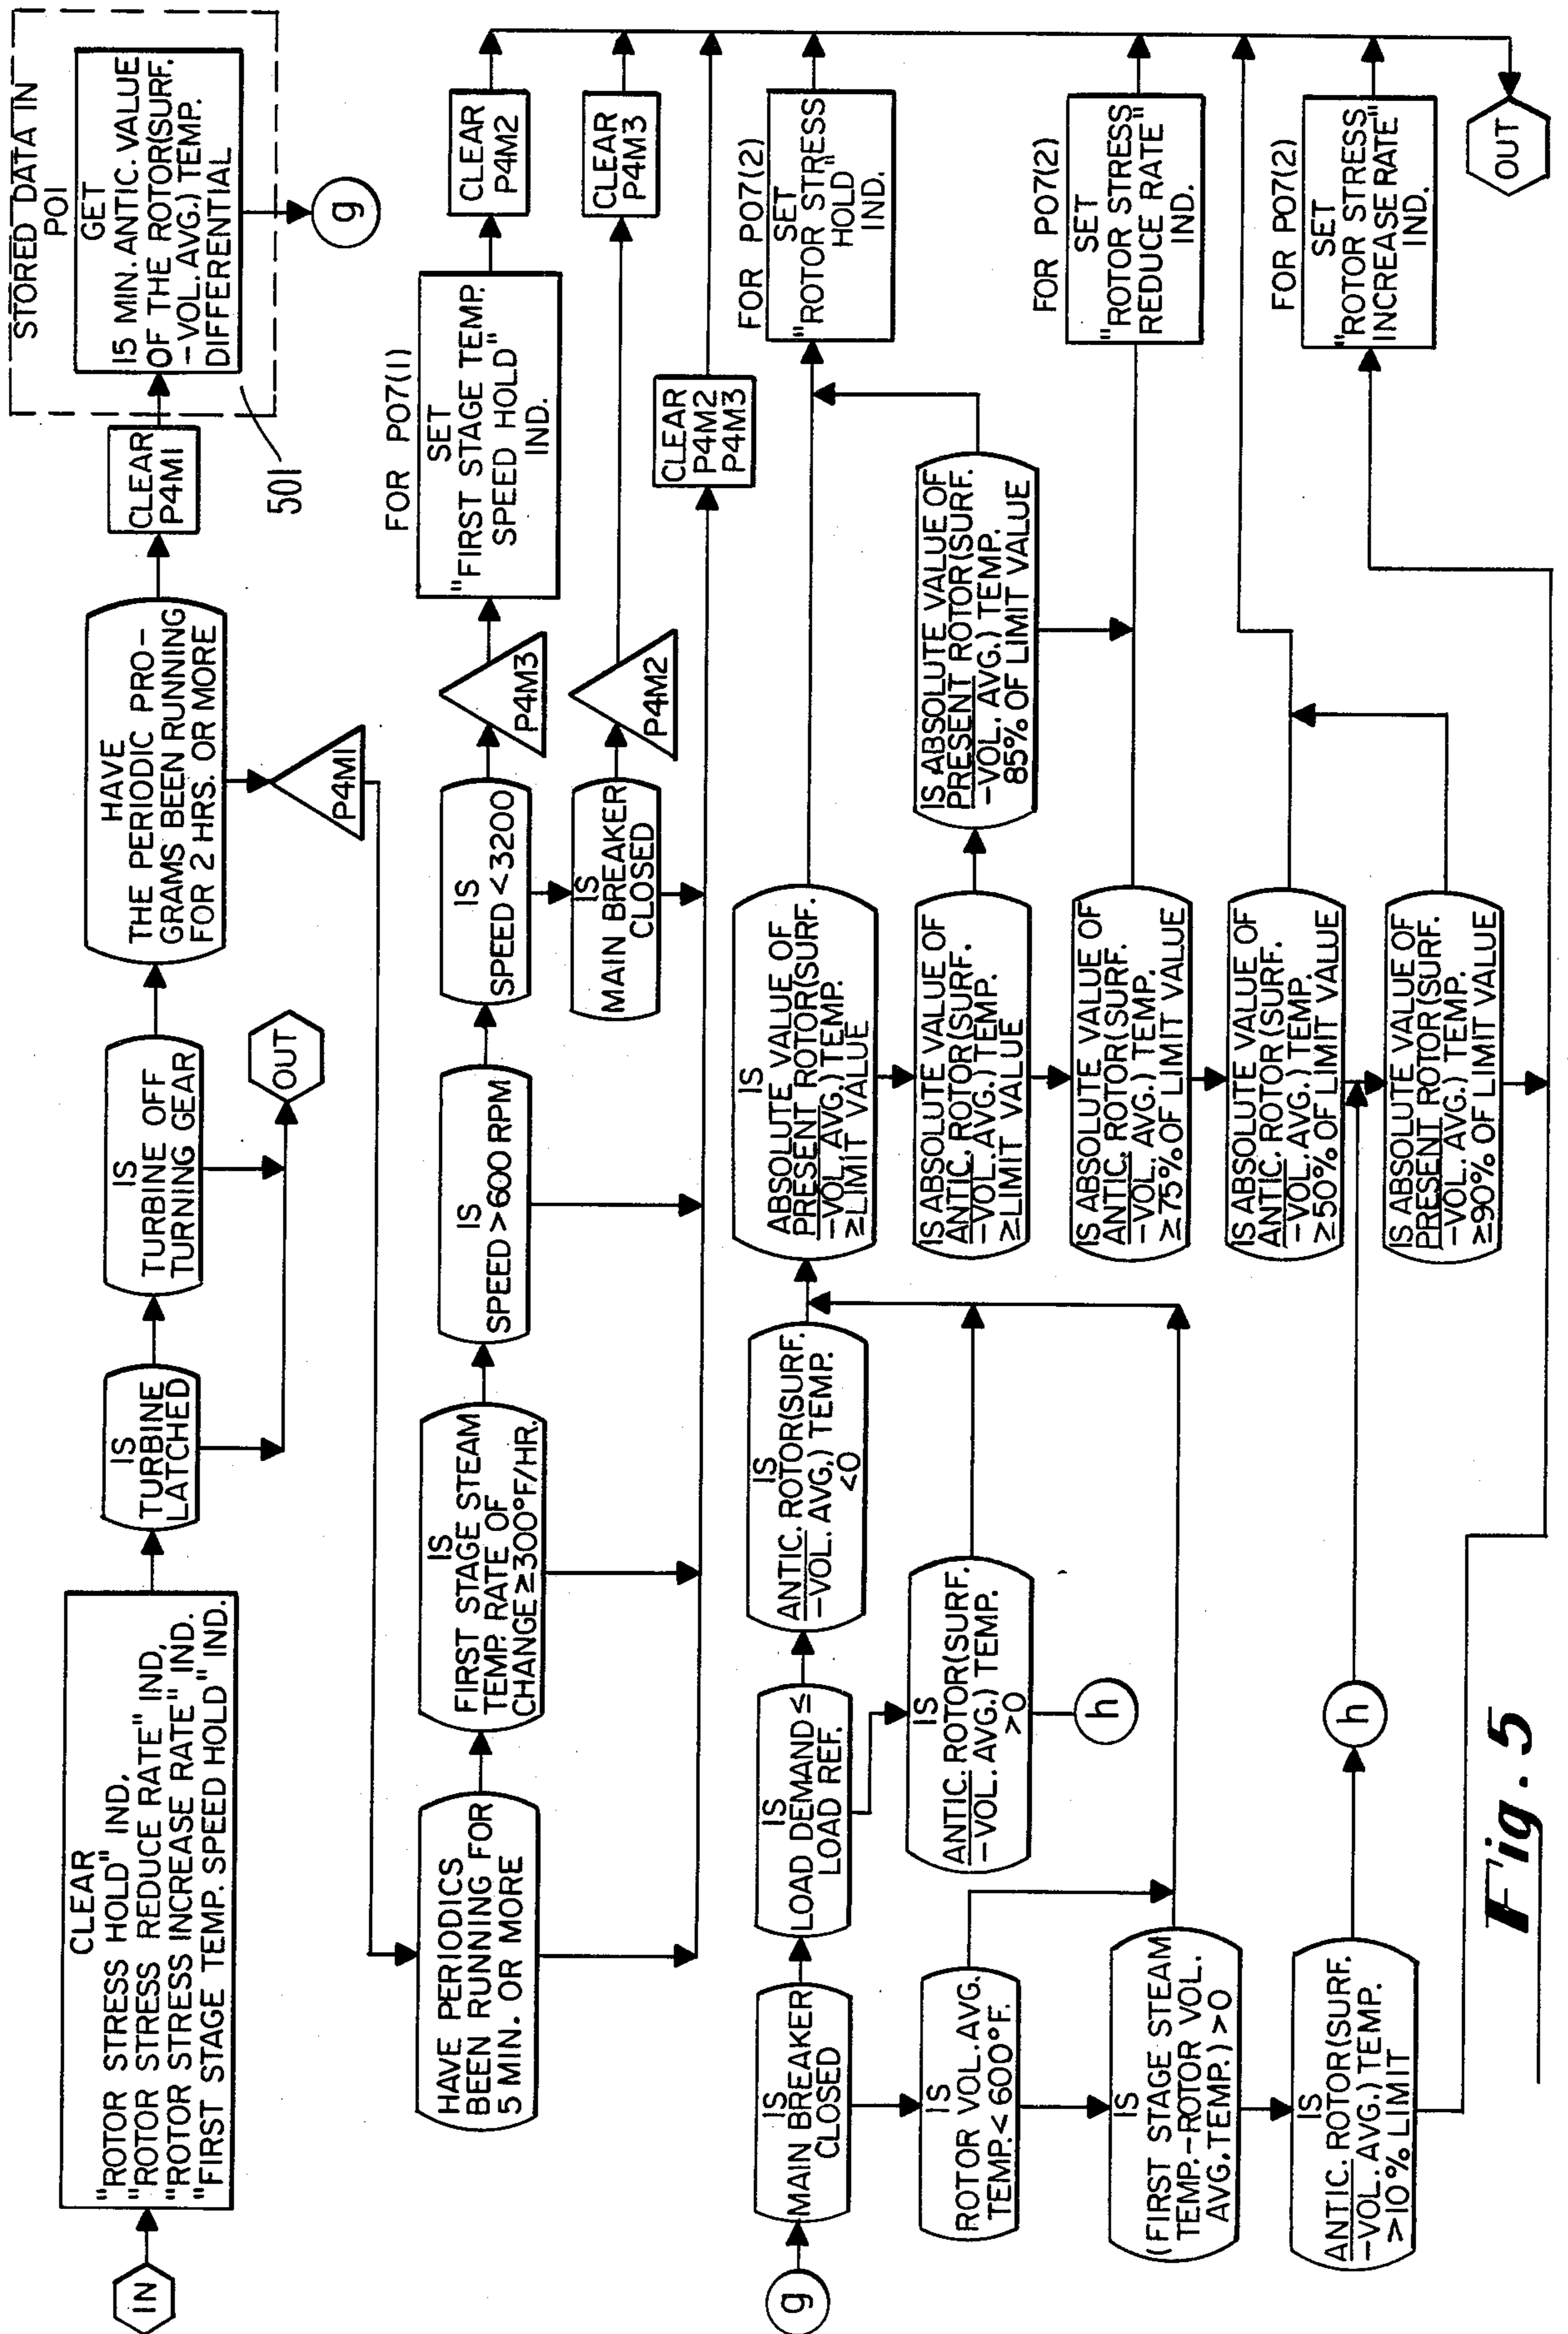 IN
CLEAR
"ROTOR STRESS HOLD" IND,
"ROTOR STRESS REDUCE RATE" IND,
"ROTOR STRESS INCREASE RATE" IND.
"FIRST STAGE TEMP. SPEED HOLD" IND.
IS
TURBINE
LATCHED
IS
TURBINE OFF
TURNING GEAR
OUT
HAVE
THE PERIODIC PRO-
GRAMS BEEN RUNNING
FOR 2 HRS. OR MORE
P4M1
CLEAR
P4M1
STORED DATA IN
PO1
GET
15 MIN. ANTIC. VALUE
OF THE ROTOR(SURF.
-VOL. AVG.) TEMP.
DIFFERENTIAL
501
g
HAVE PERIODICS
BEEN RUNNING FOR
5 MIN. OR MORE
IS
FIRST STAGE STEAM
TEMP. RATE OF
CHANGE ≥300°F/HR.
IS
SPEED >600 RPM
IS
SPEED <3200
P4M3
FOR PO7(1)
SET
"FIRST STAGE TEMP.
SPEED HOLD"
IND.
CLEAR
P4M2
IS
MAIN BREAKER
CLOSED
P4M2
CLEAR
P4M3
CLEAR
P4M2
P4M3
g
IS
MAIN BREAKER
CLOSED
IS
LOAD DEMAND ≤
LOAD REF.
IS
ANTIC. ROTOR(SURF.
-VOL. AVG,) TEMP.
<0
IS
ABSOLUTE VALUE OF
PRESENT ROTOR(SURF.
-VOL. AVG.) TEMP.
≥LIMIT VALUE
FOR PO7(2)
SET
"ROTOR STRESS
HOLD"
IND.
IS
ROTOR VOL. AVG.
TEMP.< 600°F.
IS
ANTIC. ROTOR(SURF.
-VOL. AVG.) TEMP.
>0
h
IS ABSOLUTE VALUE OF
ANTIC. ROTOR(SURF.
-VOL. AVG.) TEMP.
≥LIMIT VALUE
IS ABSOLUTE VALUE OF
PRESENT ROTOR(SURF.
-VOL. AVG.) TEMP.
85% OF LIMIT VALUE
IS
(FIRST STAGE STEAM
TEMP.-ROTOR VOL.
AVG, TEMP.) >0
IS ABSOLUTE VALUE OF
ANTIC. ROTOR(SURF.
-VOL. AVG.) TEMP.
≥75% OF LIMIT VALUE
FOR PO7(2)
SET
"ROTOR STRESS
REDUCE RATE"
IND.
IS
ANTIC. ROTOR(SURF.
-VOL. AVG.) TEMP.
>10% LIMIT
h
IS ABSOLUTE VALUE OF
ANTIC. ROTOR(SURF.
-VOL. AVG.) TEMP.
≥50% OF LIMIT VALUE
IS ABSOLUTE VALUE OF
PRESENT ROTOR(SURF.
-VOL. AVG.) TEMP.
≥90% OF LIMIT VALUE
FOR PO7(2)
SET
"ROTOR STRESS
INCREASE RATE"
IND.
OUT
Fig. 5